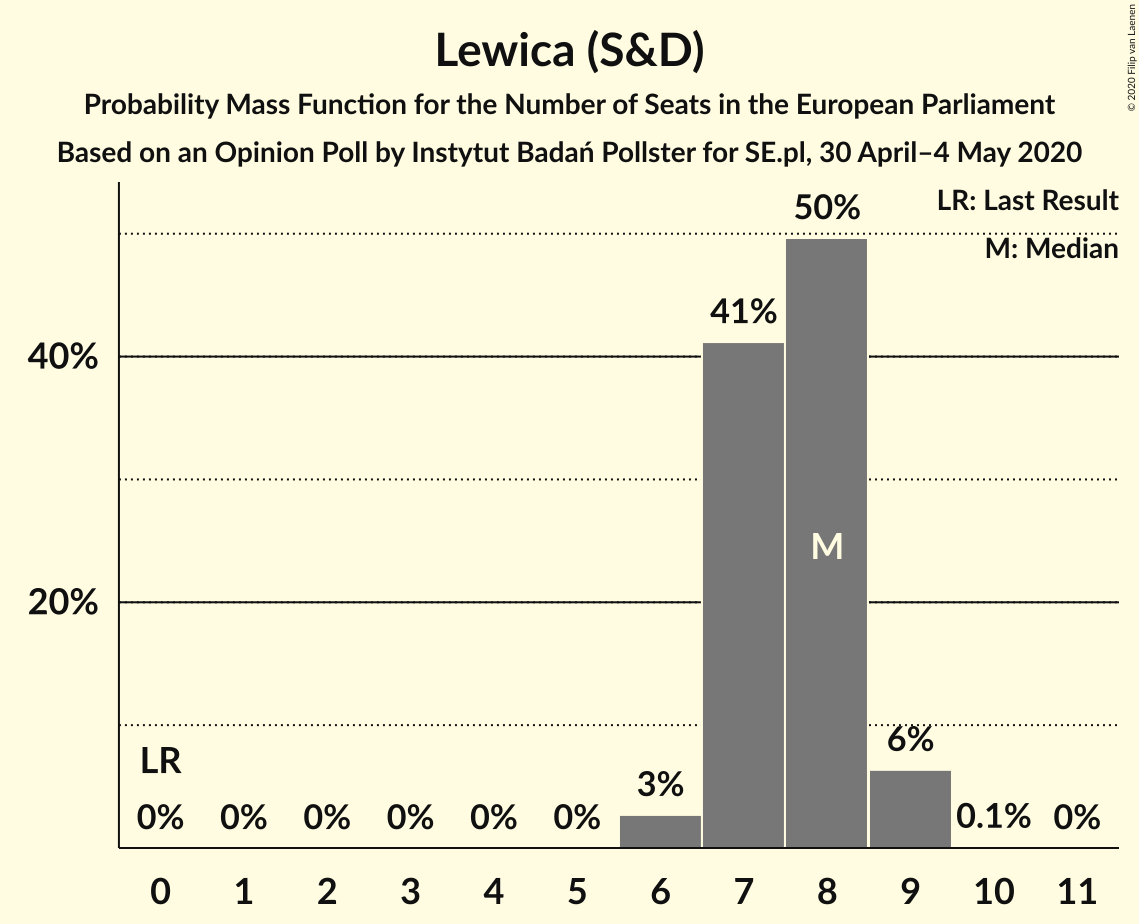 Lewica (S&D)
Probability Mass Function for the Number of Seats in the European Parliament
Based on an Opinion Poll by Instytut Badań Pollster for SE.pl, 30 April–4 May 2020
© 2020 Filip van Laenen
LR: Last Result
M: Median
50%
41%
40%
M
20%
6%
LR
3%
0% 0% 0% 0% 0% 0% 0.1% 0%
0 1 2 3 4 5 6 7 8 9 10 11